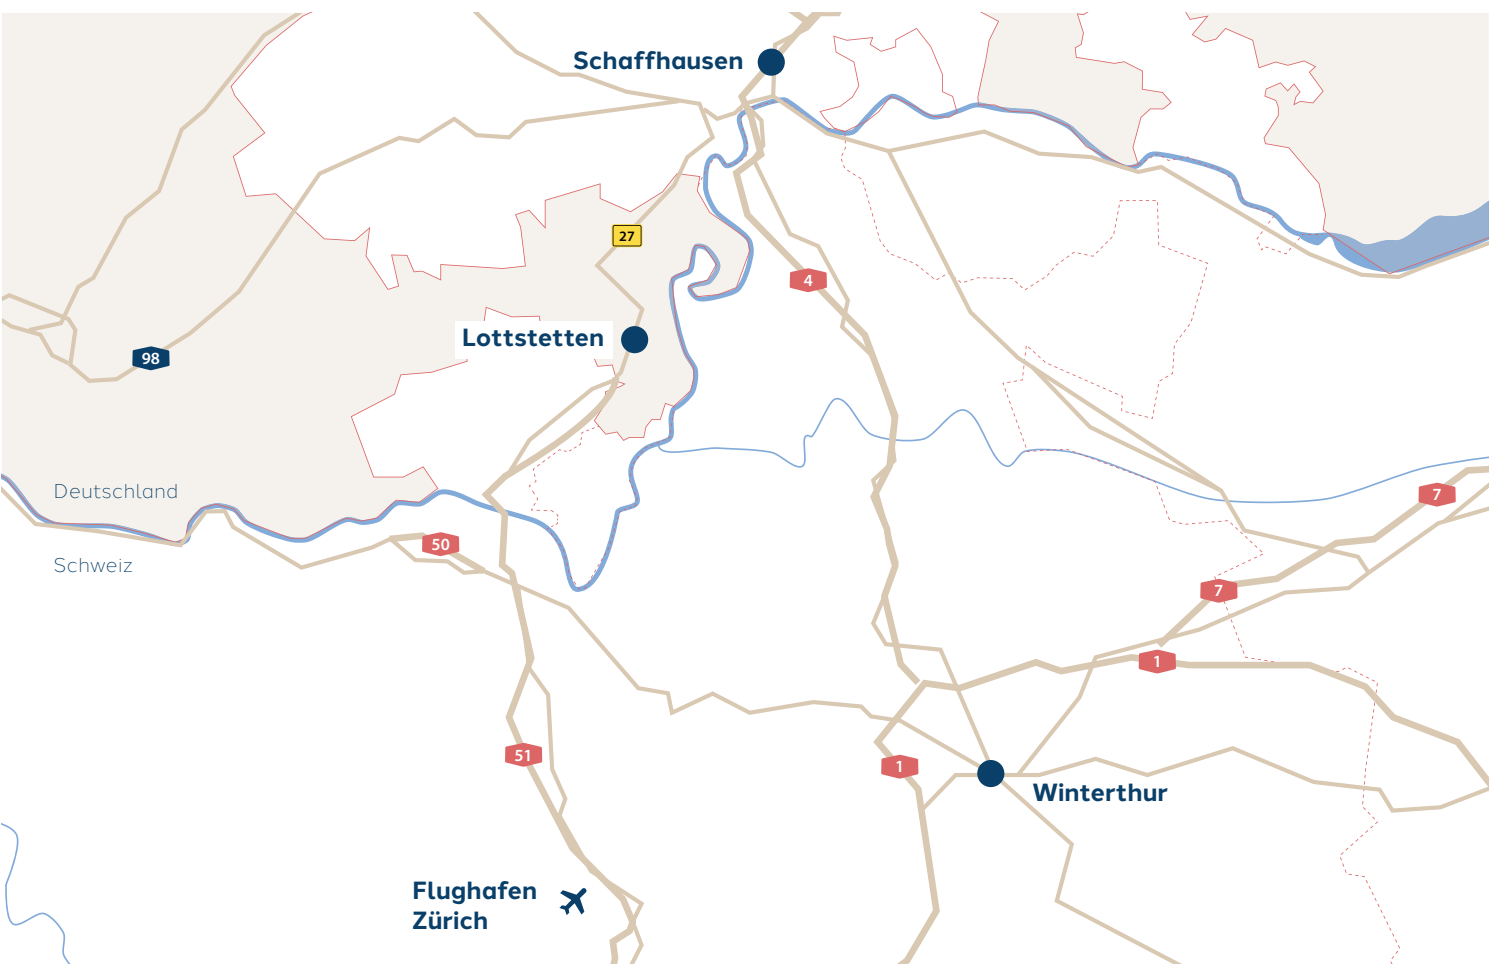 Schaffhausen
27
4
Lottstetten
98
Deutschland
7
50
Schweiz
7
1
51
1
Winterthur
Flughafen
Zürich